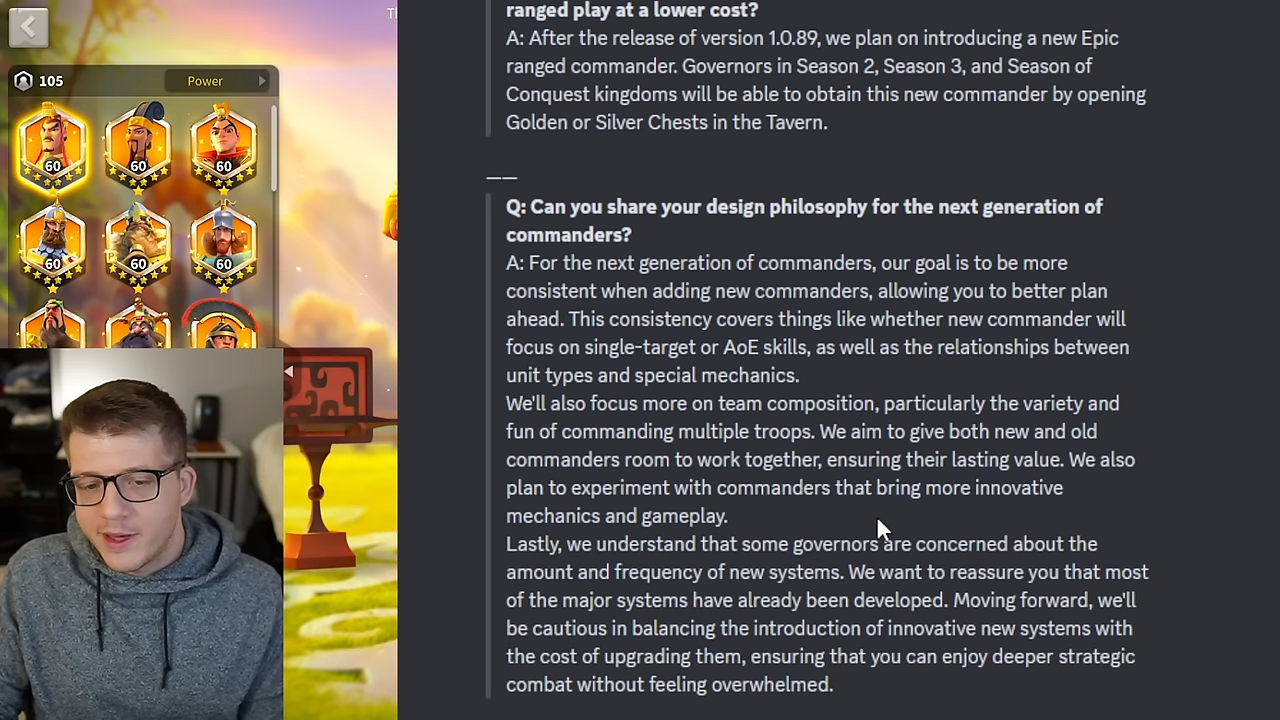 105
Power
60
60
60
60
60
60
ranged play at a lower cost?
A: After the release of version 1.0.89, we plan on introducing a new Epic
ranged commander. Governors in Season 2, Season 3, and Season of
Conquest kingdoms will be able to obtain this new commander by opening
Golden or Silver Chests in the Tavern.
——
Q: Can you share your design philosophy for the next generation of
commanders?
A: For the next generation of commanders, our goal is to be more
consistent when adding new commanders, allowing you to better plan
ahead. This consistency covers things like whether new commander will
focus on single-target or AoE skills, as well as the relationships between
unit types and special mechanics.
We'll also focus more on team composition, particularly the variety and
fun of commanding multiple troops. We aim to give both new and old
commanders room to work together, ensuring their lasting value. We also
plan to experiment with commanders that bring more innovative
mechanics and gameplay.
Lastly, we understand that some governors are concerned about the
amount and frequency of new systems. We want to reassure you that most
of the major systems have already been developed. Moving forward, we'll
be cautious in balancing the introduction of innovative new systems with
the cost of upgrading them, ensuring that you can enjoy deeper strategic
combat without feeling overwhelmed.